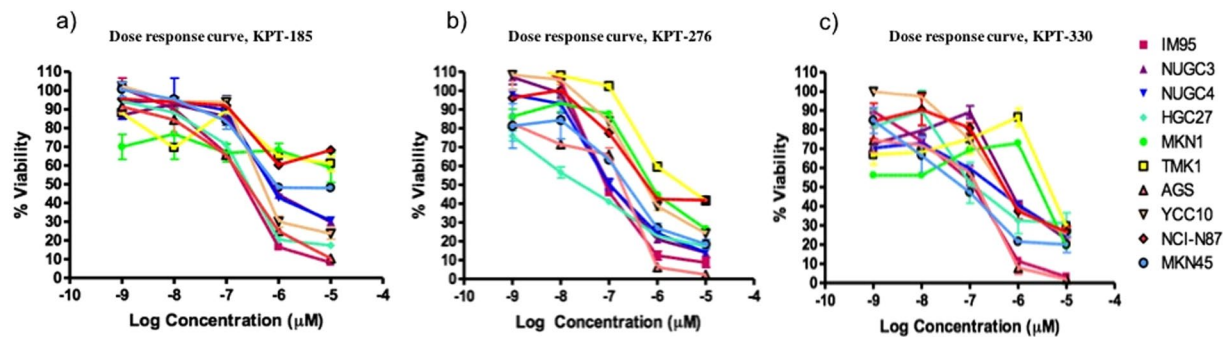 a)
Dose response curve, KPT-185
110
100
90
80
70
60
50
40
30
20
10
0
% Viability
-10
-9
-8
-7
-6
-5
-4
Log Concentration (μM)
b)
Dose response curve, KPT-276
110
100
90
80
70
60
50
40
30
20
10
0
% Viability
-10
-9
-8
-7
-6
-5
-4
Log Concentration (μM)
c)
Dose response curve, KPT-330
110
100
90
80
70
60
50
40
30
20
10
0
% Viability
-10
-9
-8
-7
-6
-5
-4
Log Concentration (μM)
IM95
NUGC3
NUGC4
HGC27
MKN1
TMK1
AGS
YCC10
NCI-N87
MKN45